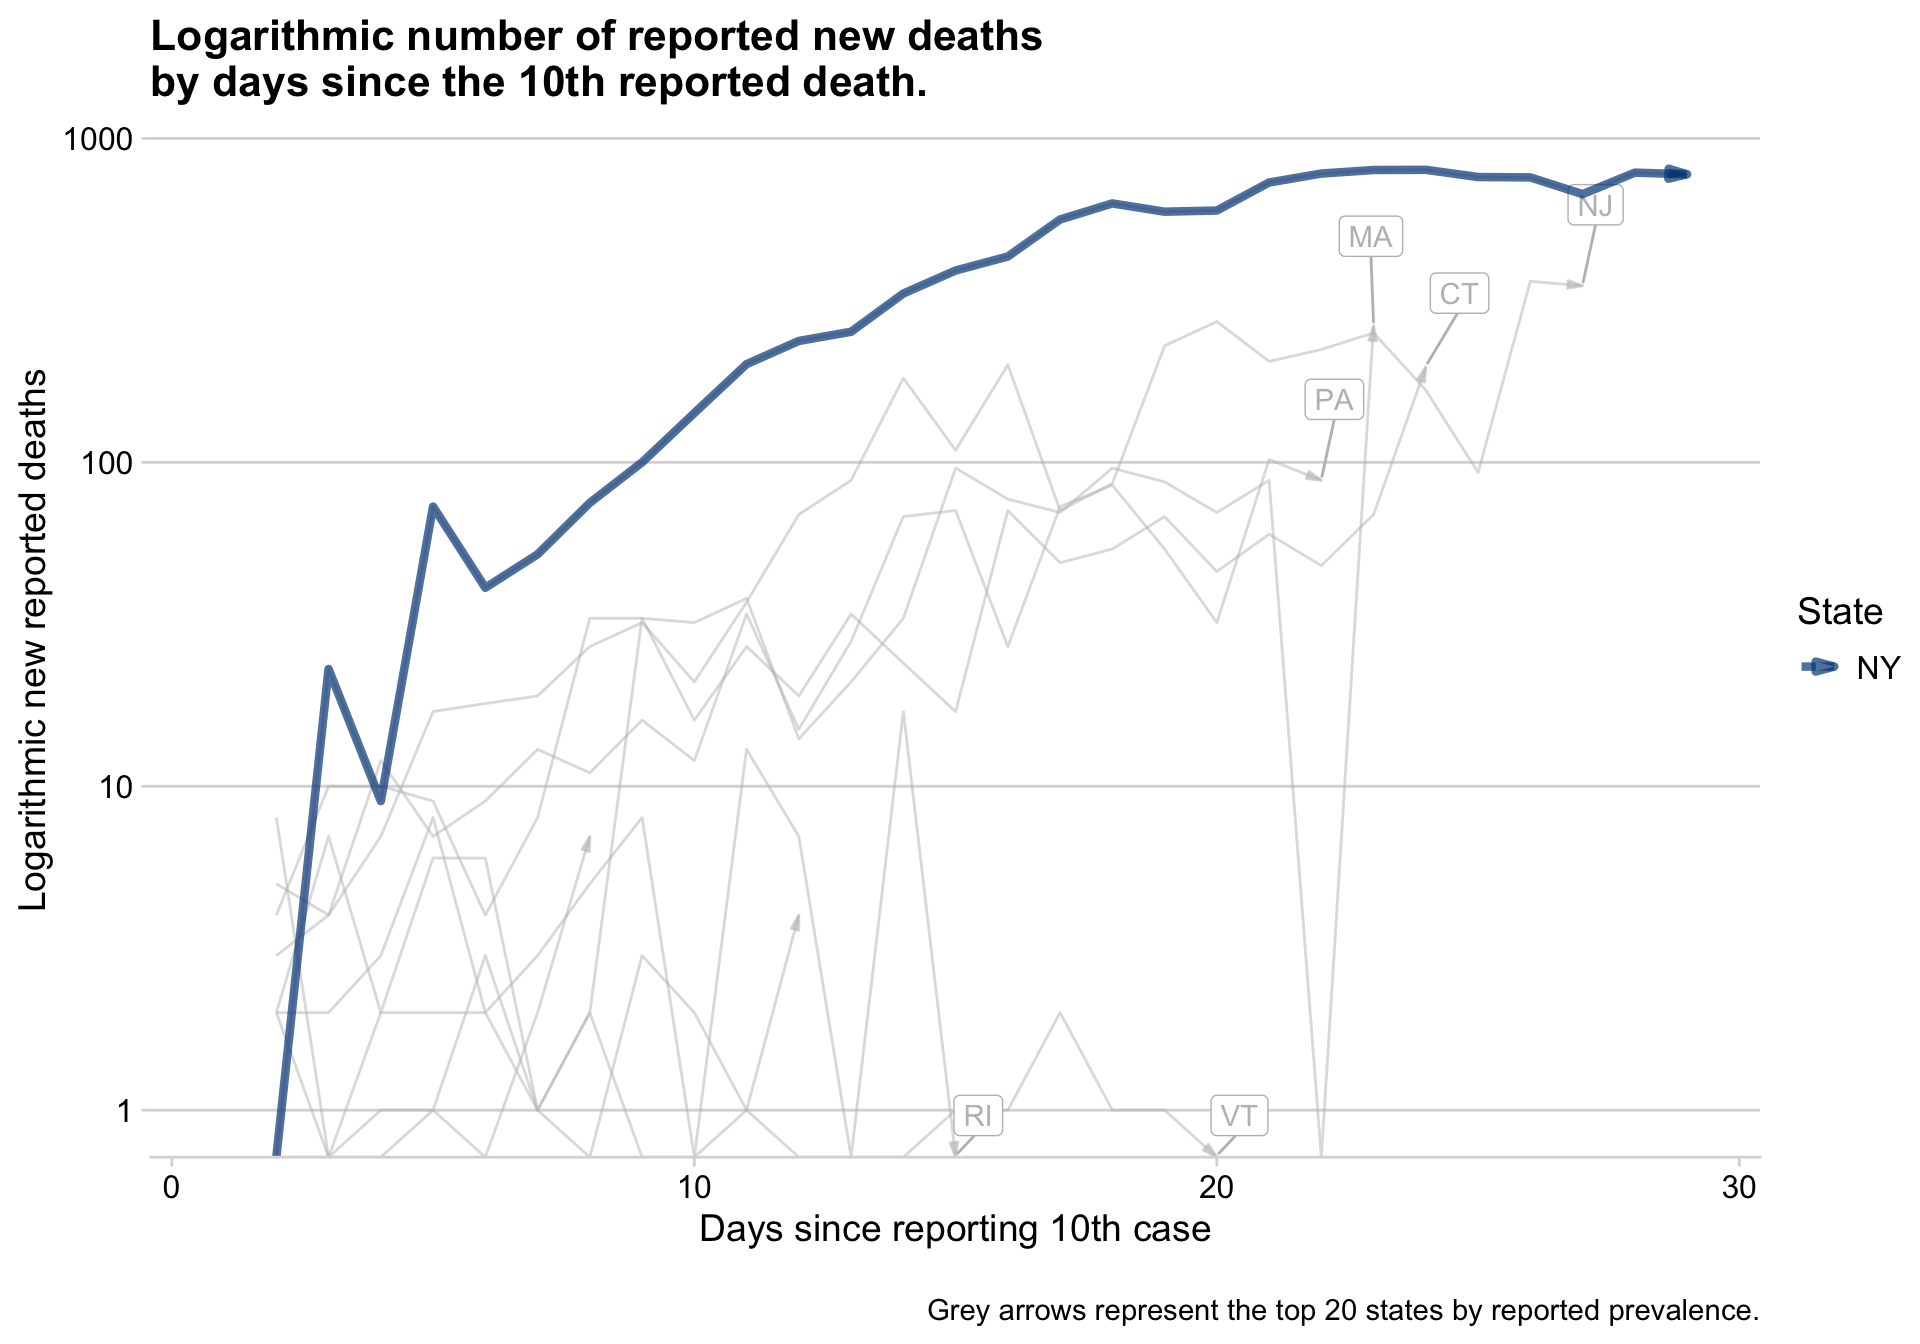 Logarithmic number of reported new deaths
by days since the 10th reported death.
1000
100
10
1
Logarithmic new reported deaths
NJ
MA
CT
PA
RI
VT
State
NY
0
10
20
30
Days since reporting 10th case
Grey arrows represent the top 20 states by reported prevalence.